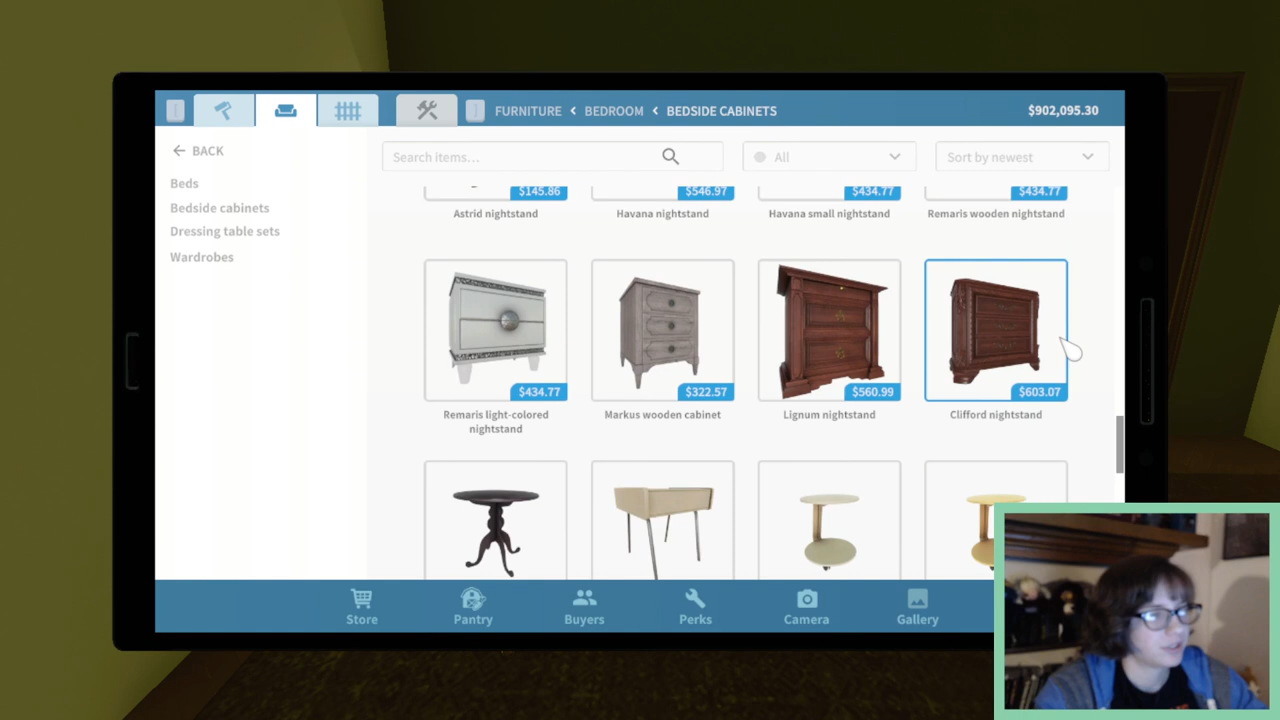 FURNITURE < BEDROOM < BEDSIDE CABINETS
$902,095.30
BACK
Beds
Bedside cabinets
Dressing table sets
Wardrobes
Search items...
All
Sort by newest
$145.86
$546.97
$434.77
$434.77
Astrid nightstand
Havana nightstand
Havana small nightstand
Remaris wooden nightstand
$434.77
$322.57
$560.99
$603.07
Remaris light-colored
nightstand
Markus wooden cabinet
Lignum nightstand
Clifford nightstand
Store
Pantry
Buyers
Perks
Camera
Gallery